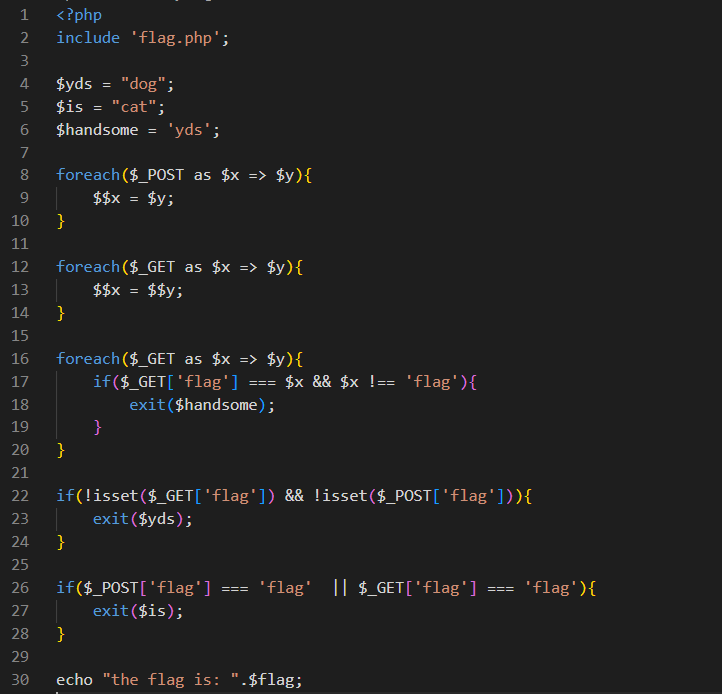 1 <?php
2 include 'flag.php';
3
4 $yds = "dog";
5 $is = "cat";
6 $handsome = 'yds';
7
8 foreach($_POST as $x => $y){
9     $$x = $y;
10 }
11
12 foreach($_GET as $x => $y){
13     $$x = $$y;
14 }
15
16 foreach($_GET as $x => $y){
17     if($_GET['flag'] === $x && $x !== 'flag'){
18         exit($handsome);
19     }
20 }
21
22 if(!isset($_GET['flag']) && !isset($_POST['flag'])){
23     exit($yds);
24 }
25
26 if($_POST['flag'] === 'flag'  || $_GET['flag'] === 'flag'){
27     exit($is);
28 }
29
30 echo "the flag is: ".$flag;